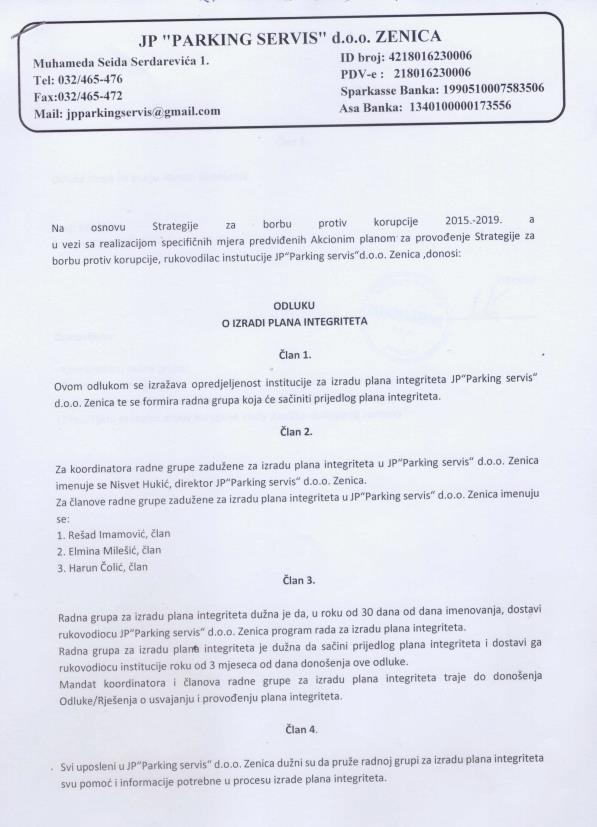 JP "PARKING SERVIS" d.o.o. ZENICA
Muhameda Seida Serdarevića 1.
Tel: 032/465-476
Fax:032/465-472
Mail: jpparkingservis@gmail.com
ID broj: 4218016230006
PDV-e : 218016230006
Sparkasse Banka: 1990510007583506
Asa Banka: 1340100000173556
Na osnovu Strategije za borbu protiv korupcije 2015.-2019. a
u vezi sa realizacijom specifičnih mjera predviđenih Akcionim planom za provođenje Strategije za
borbu protiv korupcije, rukovodilac instutucije JP“Parking servis“d.o.o. Zenica ,donosi:
ODLUKU
O IZRADI PLANA INTEGRITETA
Član 1.
Ovom odlukom se izražava opredjeljenost institucije za izradu plana integriteta JP“Parking servis“
d.o.o. Zenica te se formira radna grupa koja će sačiniti prijedlog plana integriteta.
Član 2.
Za koordinatora radne grupe zadužene za izradu plana integriteta u JP“Parking servis“ d.o.o. Zenica
imenuje se Nisvet Hukić, direktor JP“Parking servis“ d.o.o. Zenica.
Za članove radne grupe zadužene za izradu plana integriteta u JP“Parking servis“ d.o.o. Zenica imenuju
se:
1. Rešad Imamović, član
2. Elmina Milešić, član
3. Harun Čolić, član
Član 3.
Radna grupa za izradu plana integriteta dužna je da, u roku od 30 dana od dana imenovanja, dostavi
rukovodiocu JP“Parking servis“ d.o.o. Zenica program rada za izradu plana integriteta.
Radna grupa za izradu plana integriteta je dužna da sačini prijedlog plana integriteta i dostavi ga
rukovodiocu institucije roku od 3 mjeseca od dana donošenja ove odluke.
Mandat koordinatora i članova radne grupe za izradu plana integriteta traje do donošenja
Odluke/Rješenja o usvajanju i provođenju plana integriteta.
Član 4.
Svi uposleni u JP“Parking servis“ d.o.o. Zenica dužni su da pruže radnoj grupi za izradu plana integriteta
svu pomoć i informacije potrebne u procesu izrade plana integriteta.